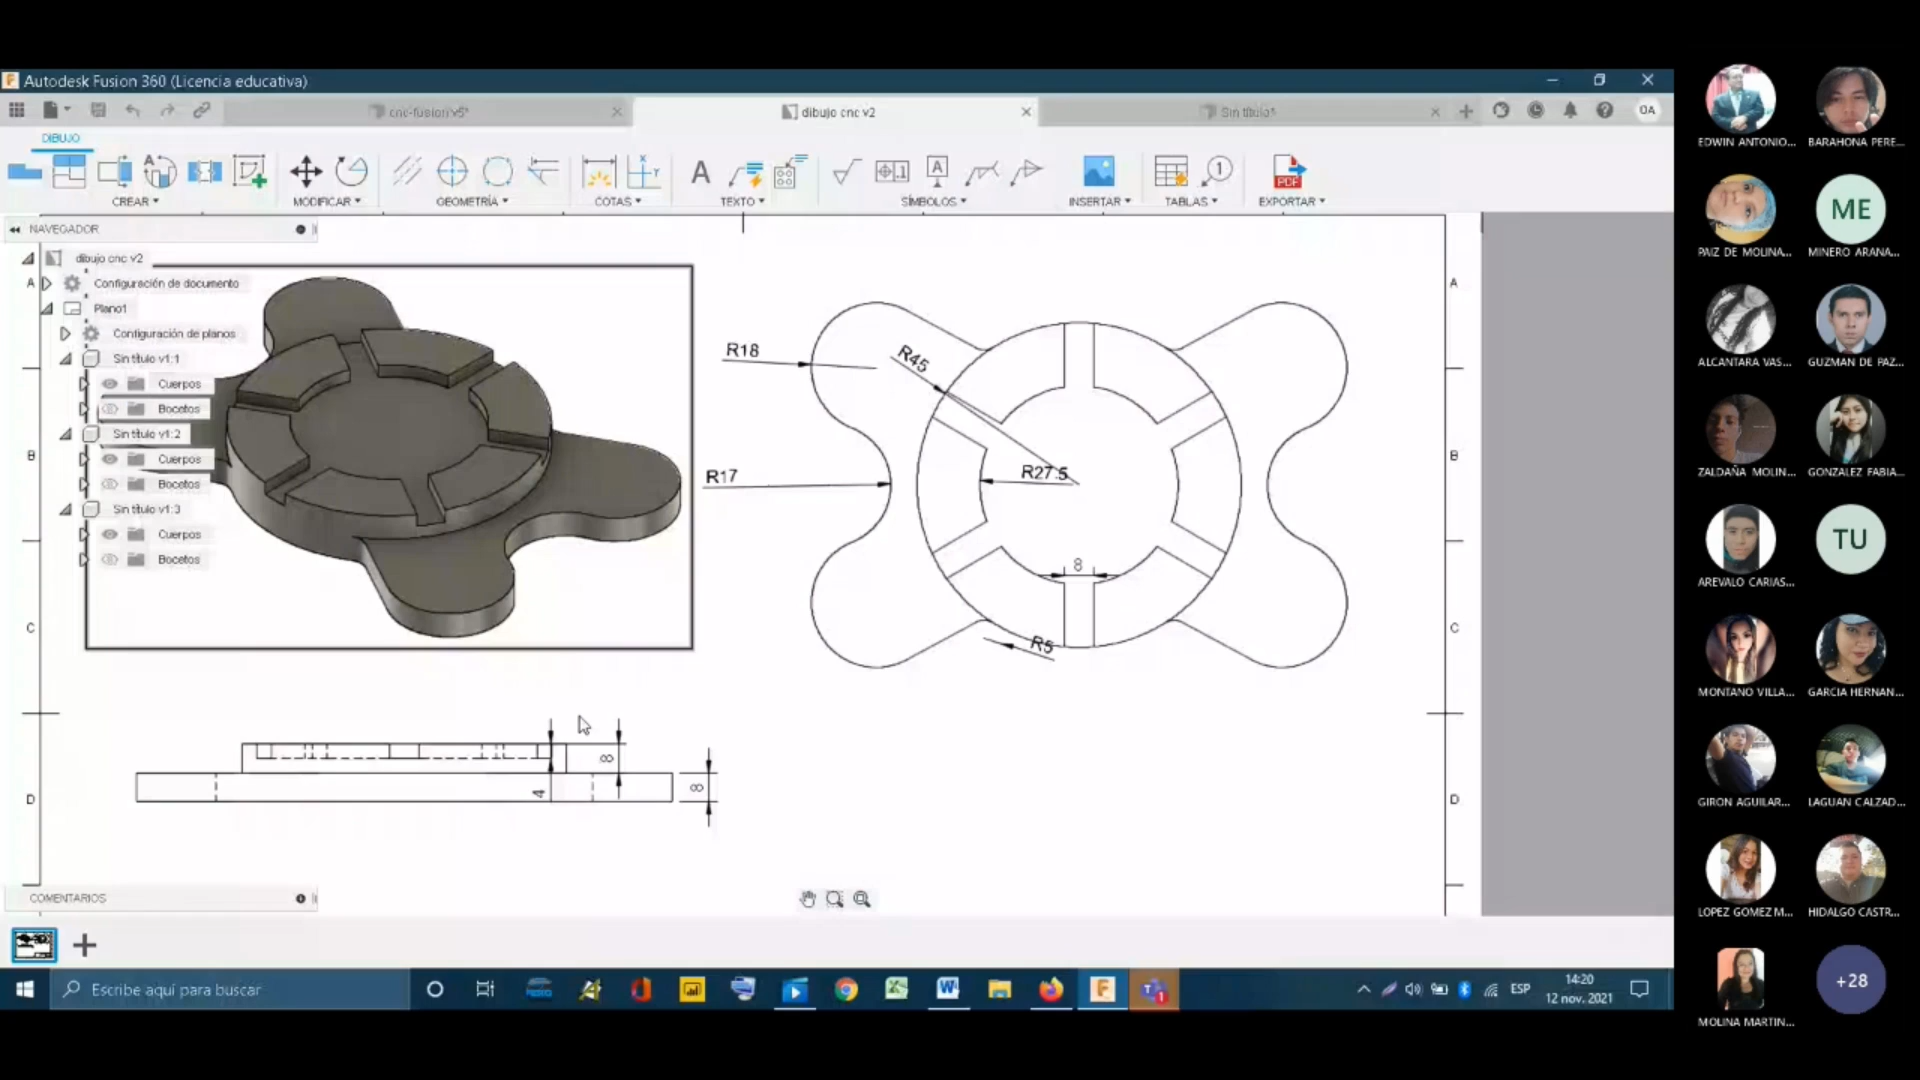 Autodesk Fusion 360 (Licencia educativa)
cnc-fusion v5*
dibujo cnc v2
Sin título*
OA
DIBUJO
CREAR
MODIFICAR
GEOMETRÍA
COTAS
TEXTO
SÍMBOLOS
INSERTAR
TABLAS
EXPORTAR
NAVEGADOR
dibujo cnc v2
Configuración de documento
Plano1
Configuración de planos
Sin título v1:1
Cuerpos
Bocetos
Sin título v1:2
Cuerpos
Bocetos
Sin título v1:3
Cuerpos
Bocetos
A
B
C
D
A
B
C
D
R18
R45
R17
R27.5
8
R5
8
4
8
COMENTARIOS
Escribe aquí para buscar
ESP
14:20
12 nov. 2021
EDWIN ANTONIO...
BARAHONA PERE...
PAIZ DE MOLINA...
ME
MINERO ARANA...
ALCANTARA VAS...
GUZMAN DE PAZ...
ZALDAÑA MOLIN...
GONZALEZ FABIA...
AREVALO CARIAS...
TU
MONTANO VILLA...
GARCIA HERNAN...
GIRON AGUILAR...
LAGUAN CALZAD...
LOPEZ GOMEZ M...
HIDALGO CASTR...
MOLINA MARTIN...
+28